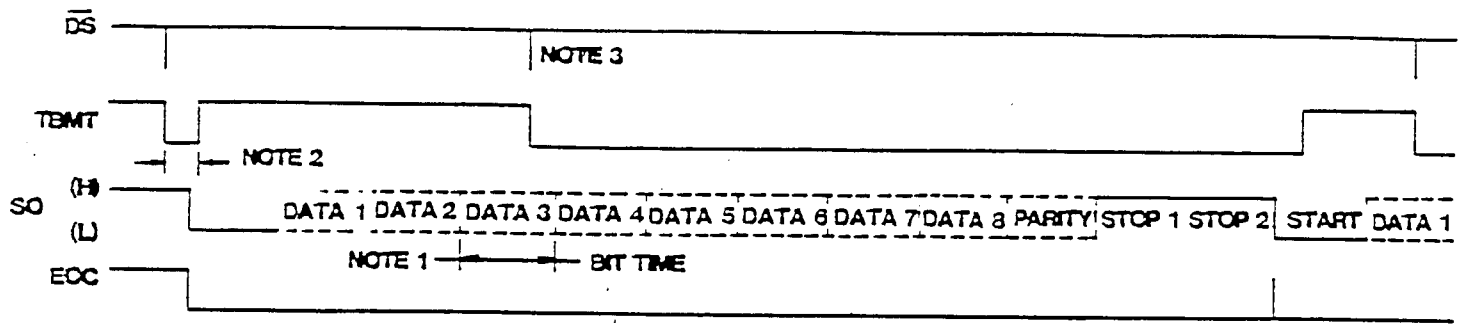 DS
NOTE 3
TBMT
NOTE 2
SO (H)
DATA 1 DATA 2 DATA 3 DATA 4 DATA 5 DATA 6 DATA 7 DATA 8 PARITY STOP 1 STOP 2 START DATA 1
(L)
NOTE 1 BIT TIME
EOC